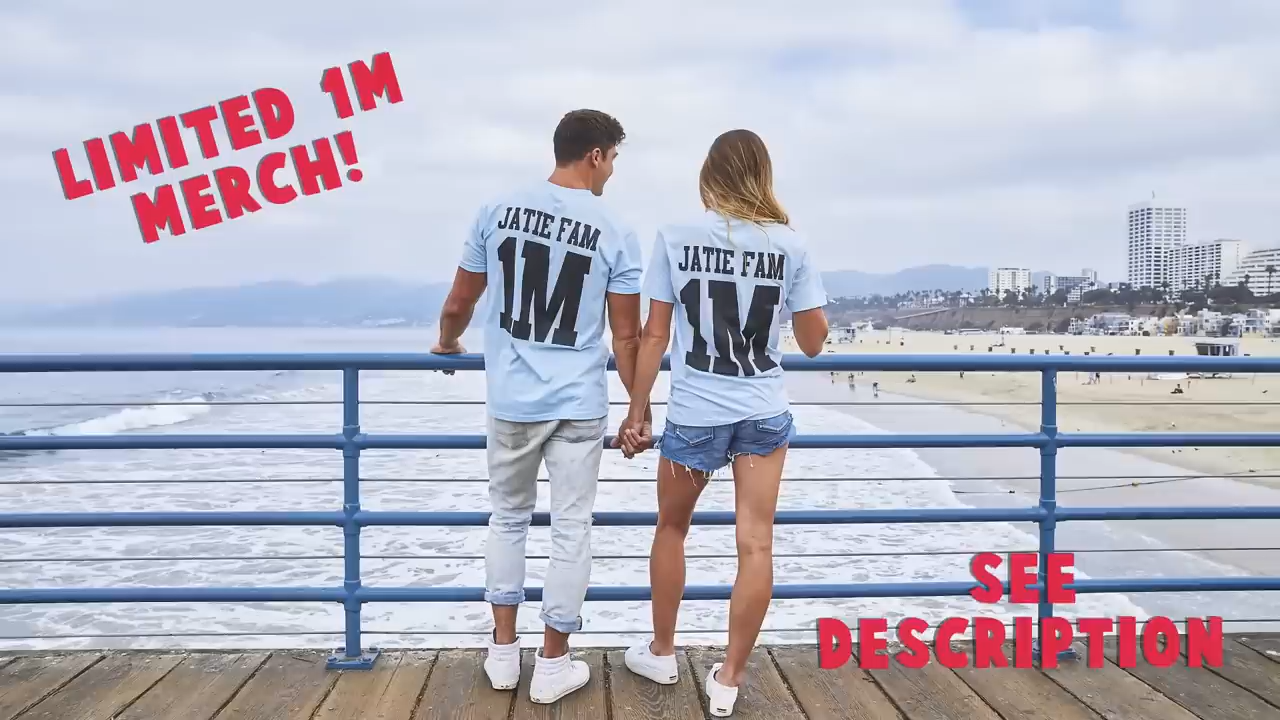 LIMITED 1M
MERCH!
JATIE FAM
1M
JATIE FAM
1M
SEE
DESCRIPTION